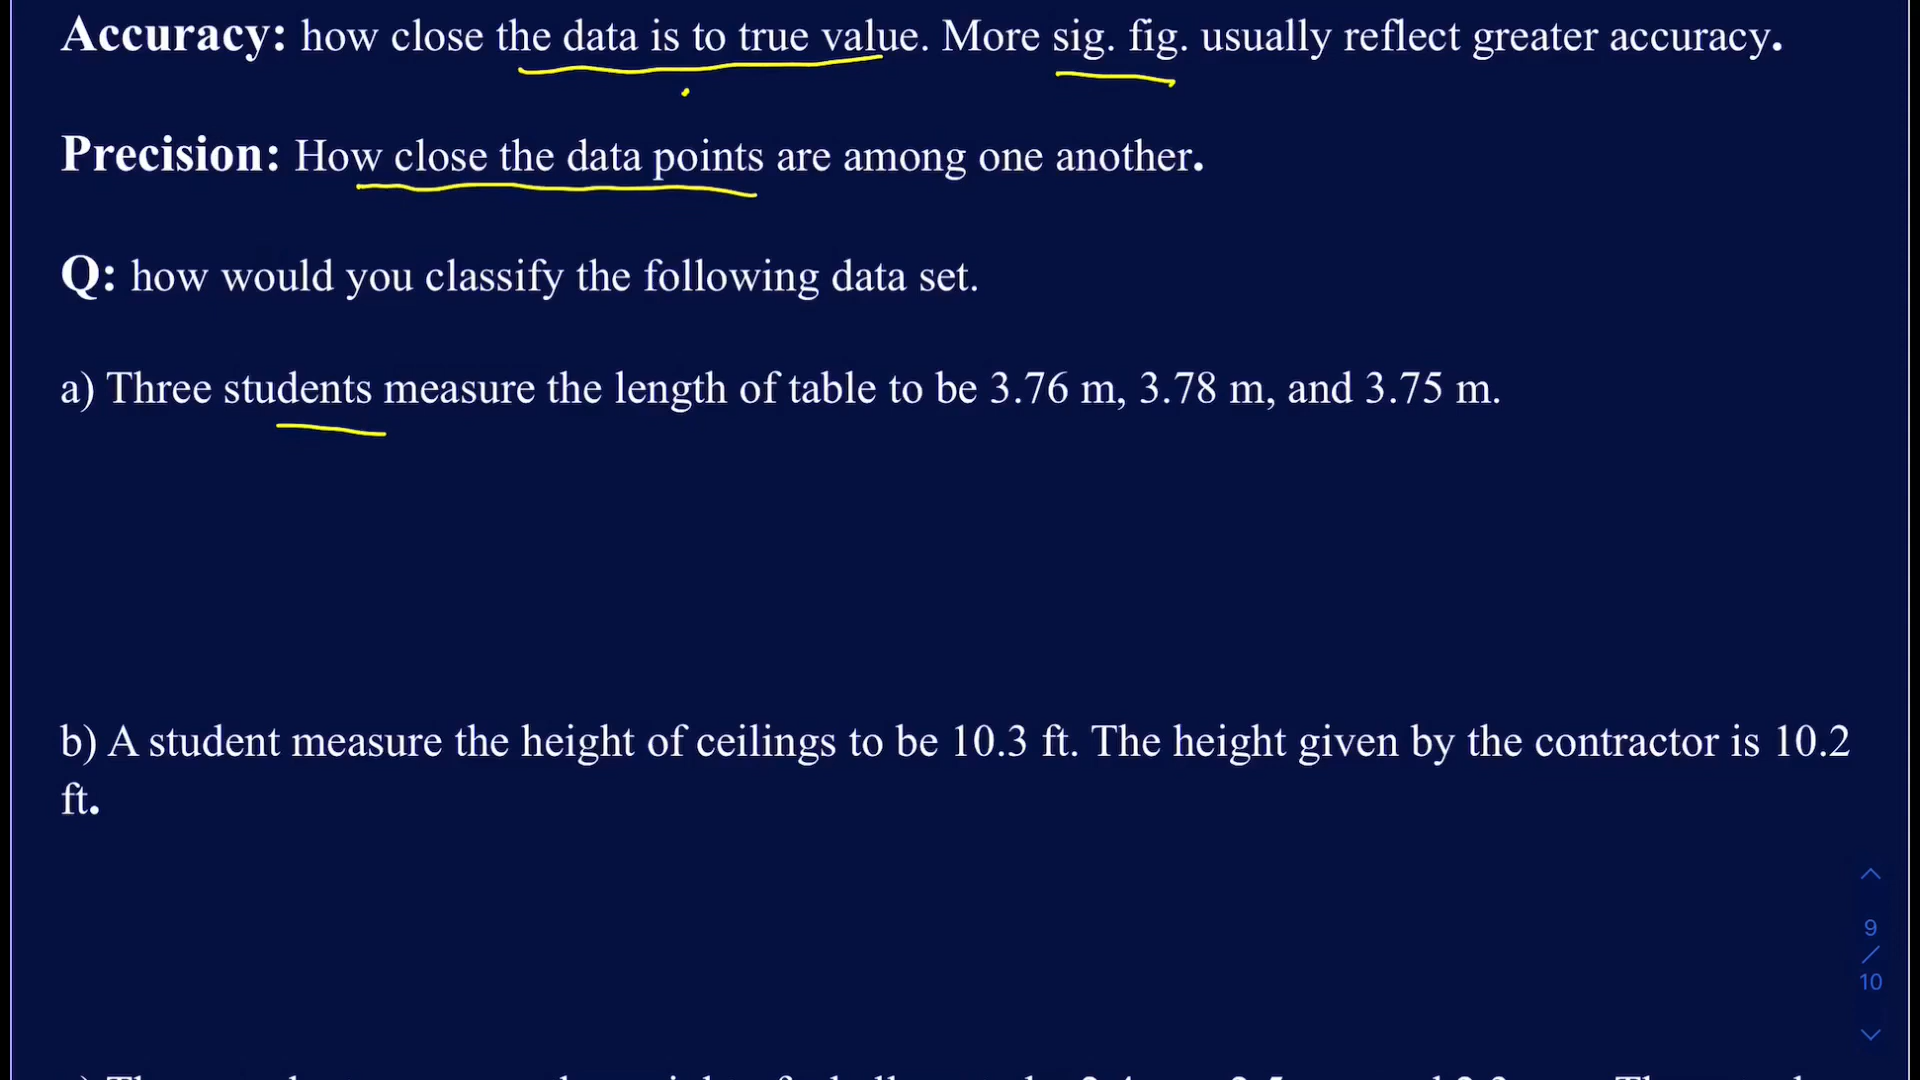 Accuracy: how close the data is to true value. More sig. fig. usually reflect greater accuracy.
Precision: How close the data points are among one another.
Q: how would you classify the following data set.
a) Three students measure the length of table to be 3.76 m, 3.78 m, and 3.75 m.
b) A student measure the height of ceilings to be 10.3 ft. The height given by the contractor is 10.2
ft.
9
/
10